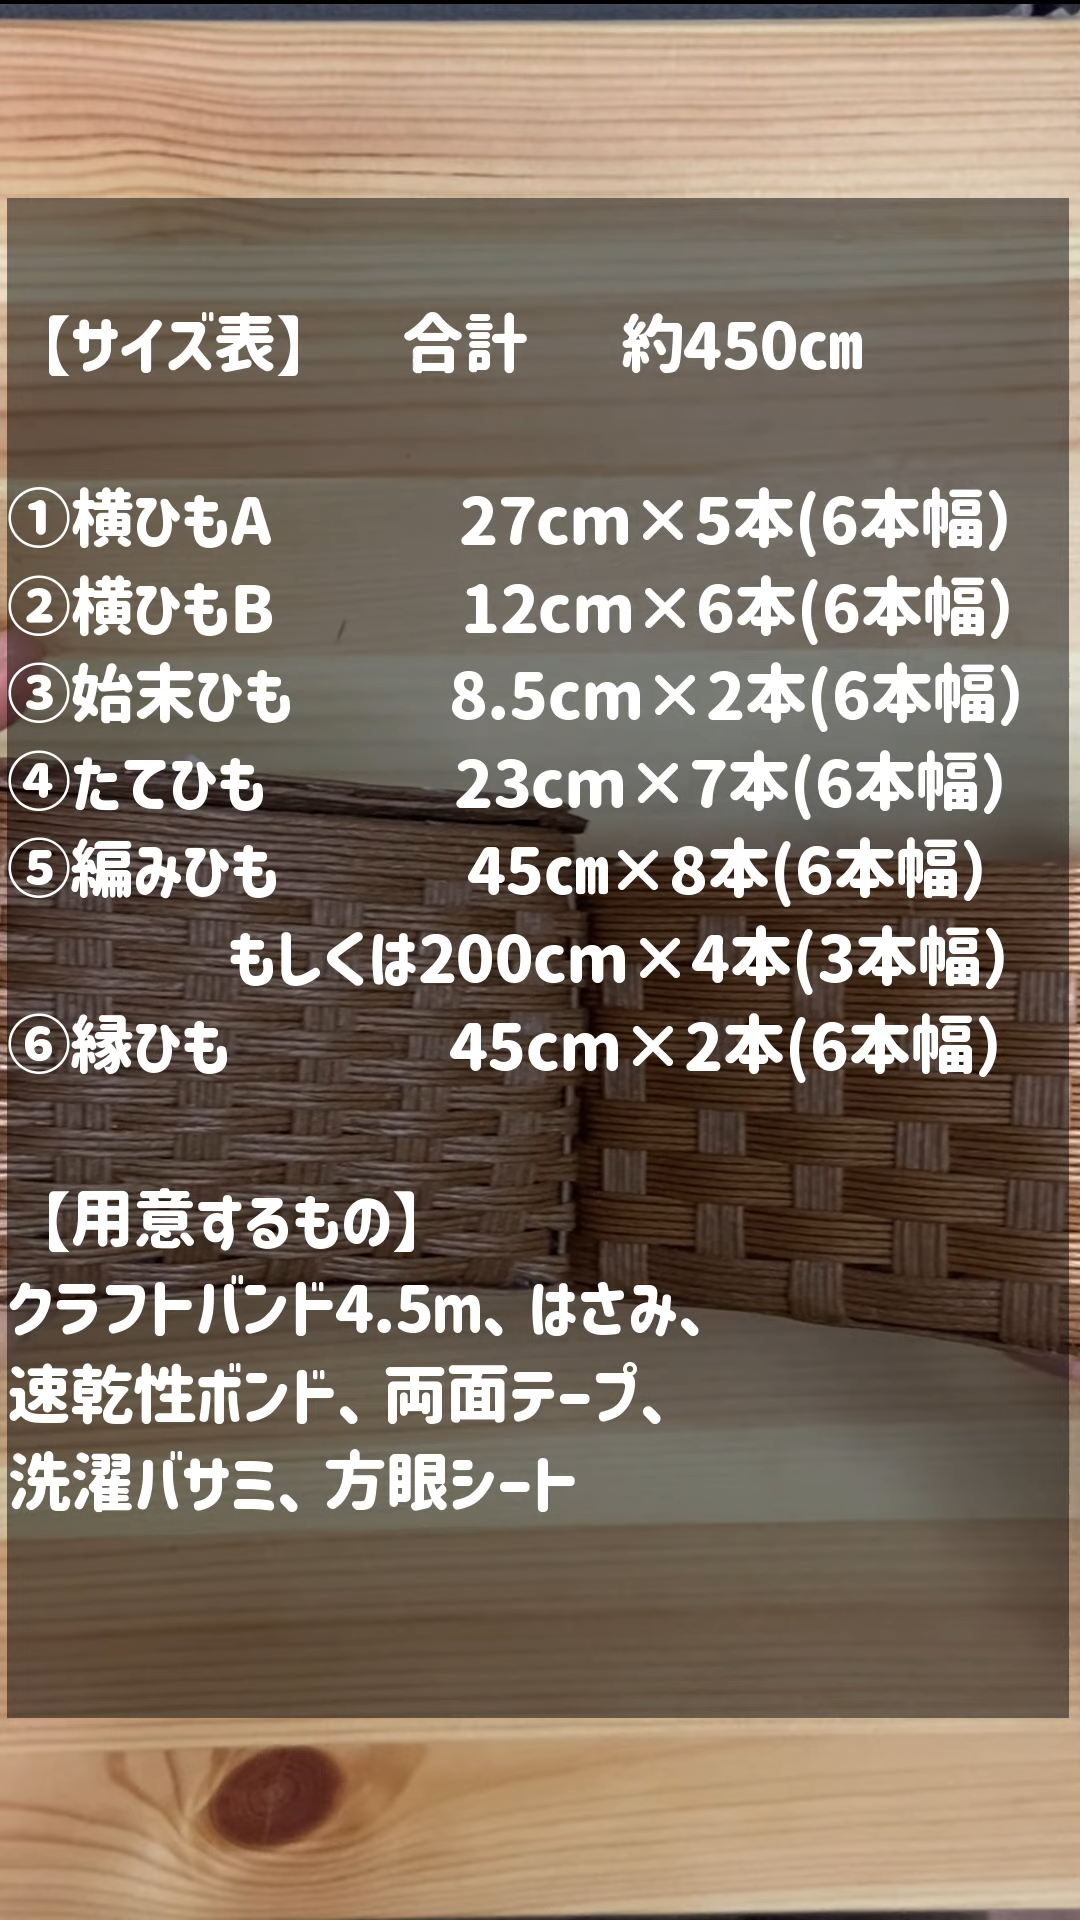 【サイズ表】 合計 約450㎝
①横ひもA 27cm×5本(6本幅)
②横ひもB 12cm×6本(6本幅)
③始末ひも 8.5cm×2本(6本幅)
④たてひも 23cm×7本(6本幅)
⑤編みひも 45㎝×8本(6本幅)
もしくは200cm×4本(3本幅)
⑥縁ひも 45cm×2本(6本幅)
【用意するもの】
クラフトバンド4.5m、はさみ、
速乾性ボンド、両面テープ、
洗濯バサミ、方眼シート